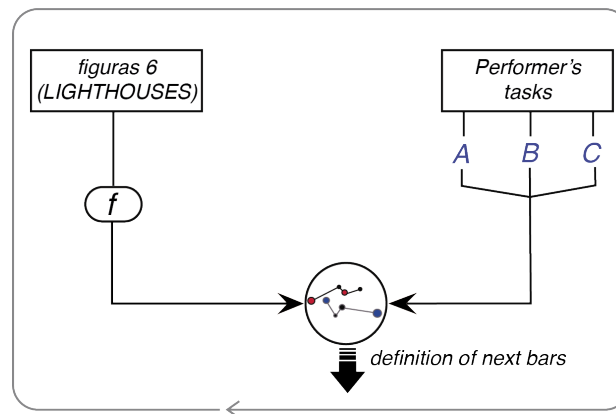 figuras 6
(LIGHTHOUSES)
Performer's
tasks
A B C
f
definition of next bars